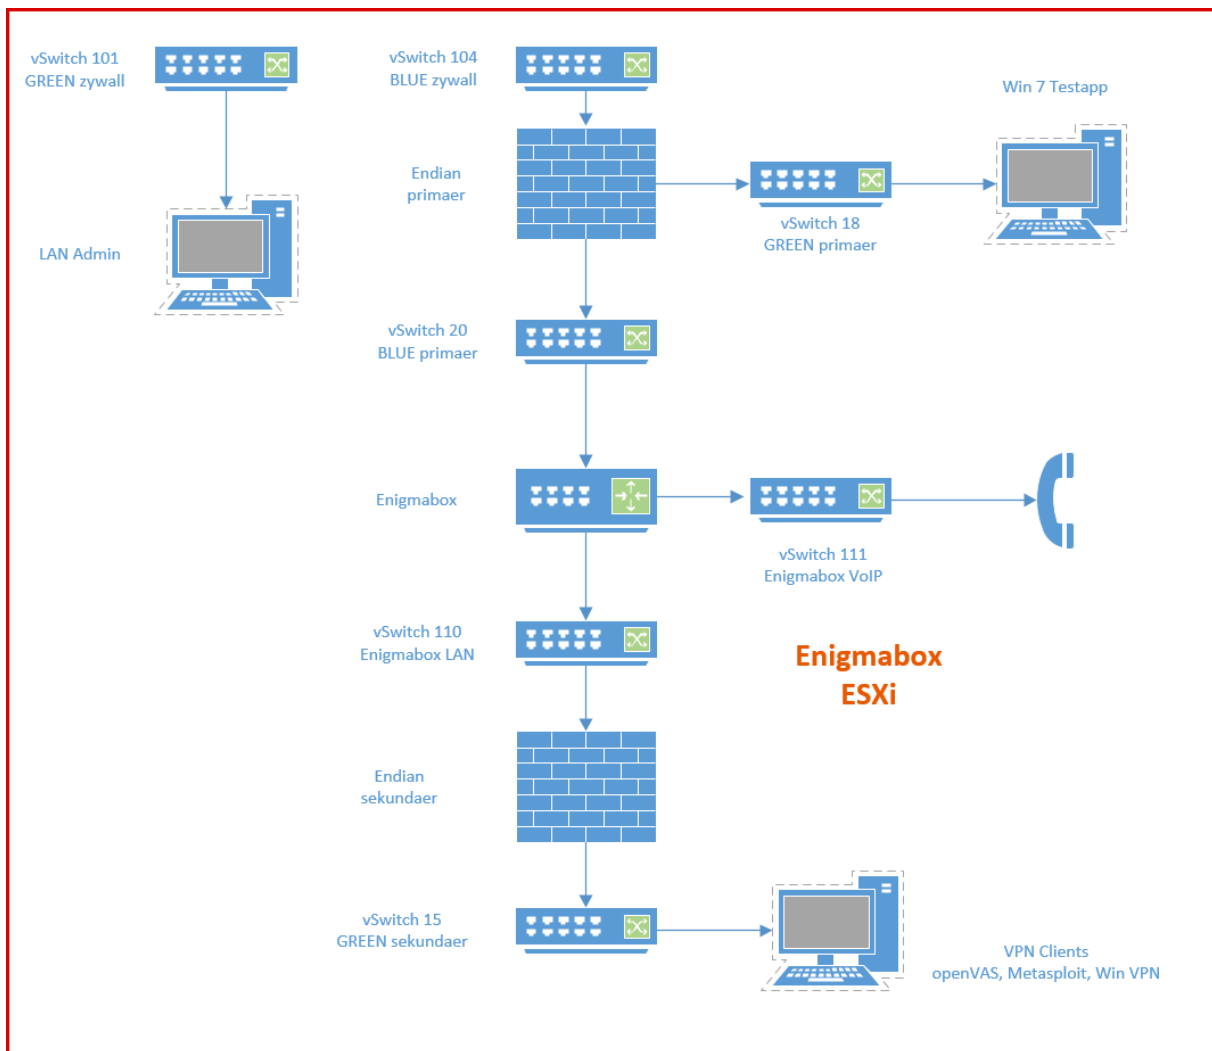 vSwitch 101
GREEN zywall
vSwitch 104
BLUE zywall
Win 7 Testapp
Endian
primaer
vSwitch 18
GREEN primaer
LAN Admin
vSwitch 20
BLUE primaer
Enigmabox
vSwitch 111
Enigmabox VoIP
vSwitch 110
Enigmabox LAN
Enigmabox
ESXi
Endian
sekundaer
vSwitch 15
GREEN sekundaer
VPN Clients
openVAS, Metasploit, Win VPN